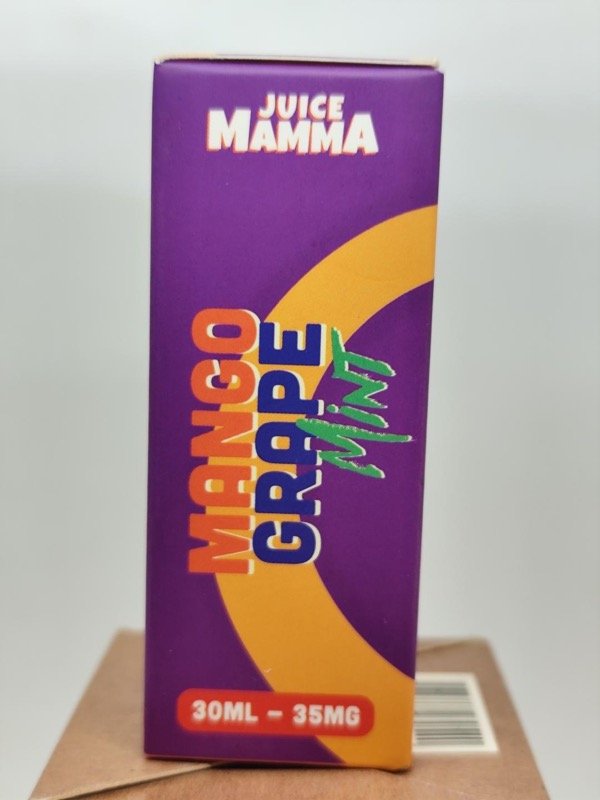 JUICE
MAMMA
MANGO
GRAPE
MiNT
30ML - 35MG